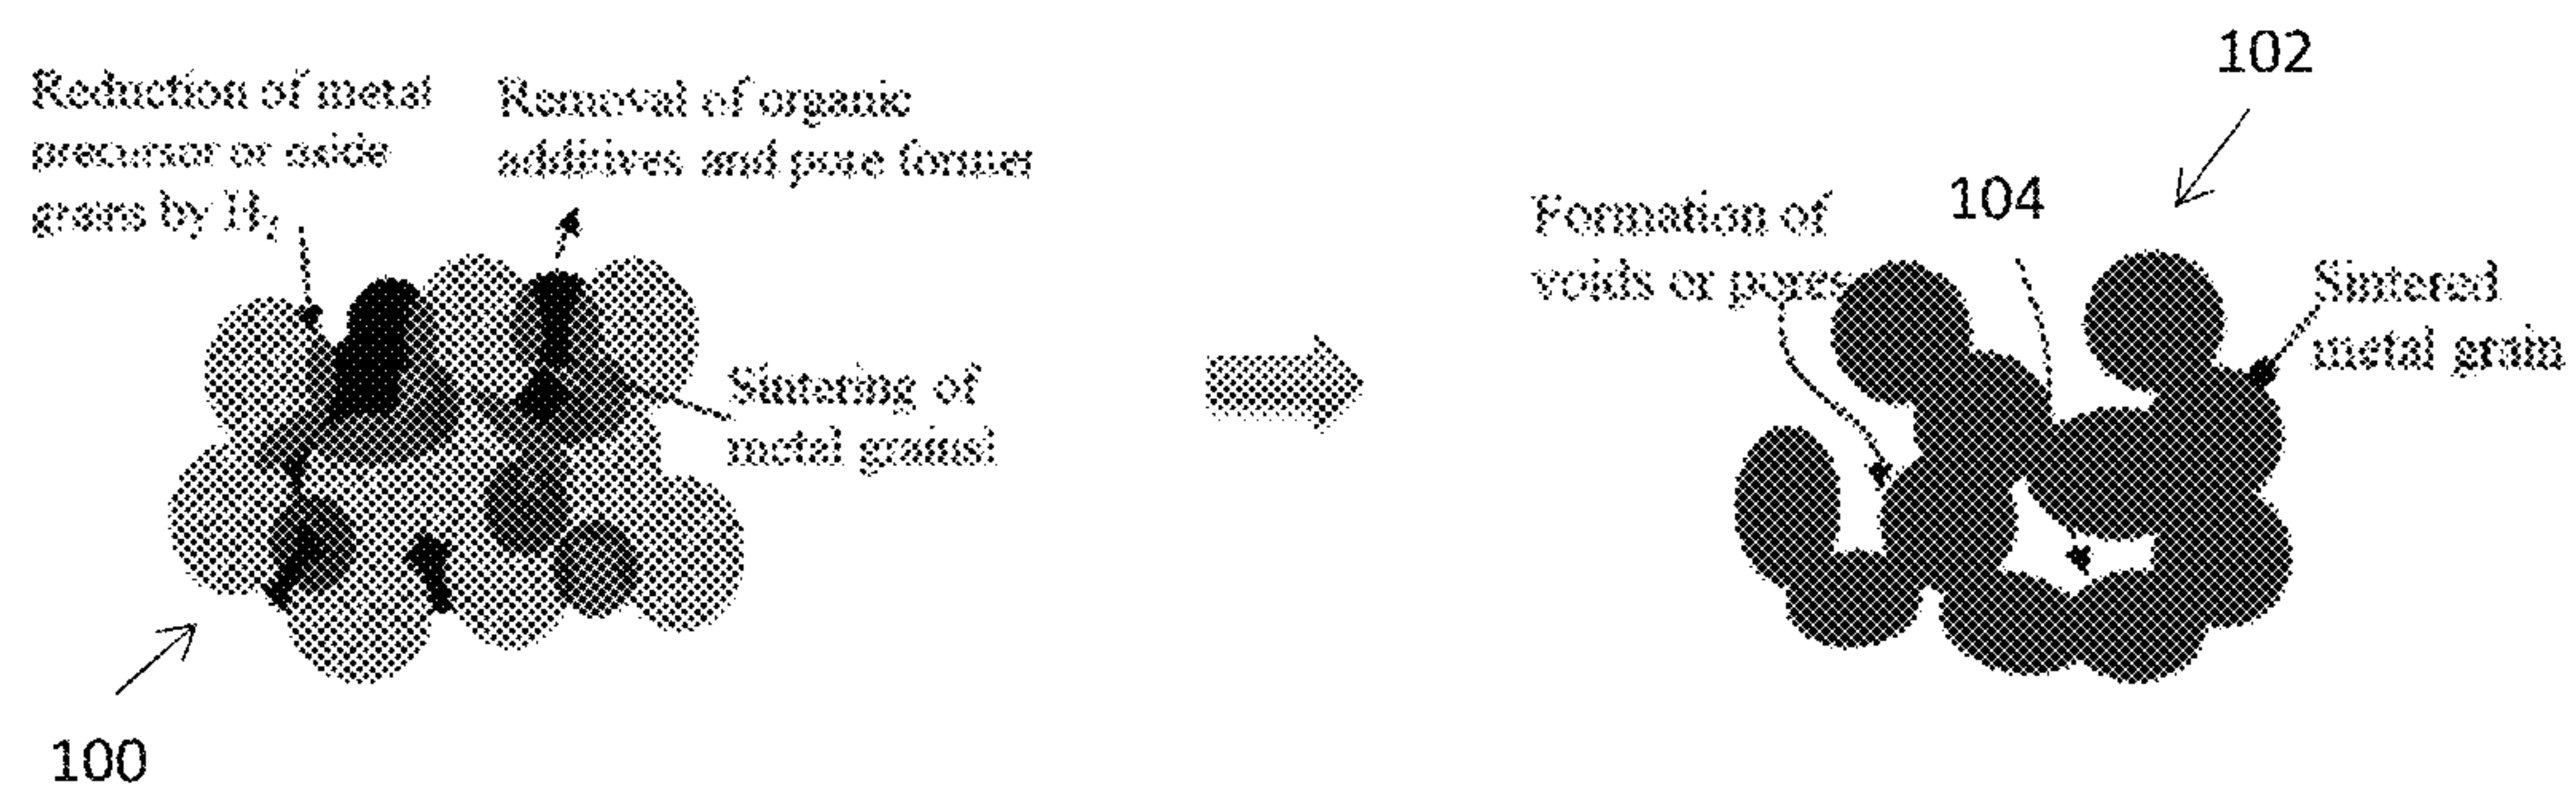 Reduction of metal
precursor or oxide
grains by H₂
Removal of organic
additives and pore former
Sintering of
metal grains!
100
Formation of
voids or pores
104
102
Sintered
metal grain